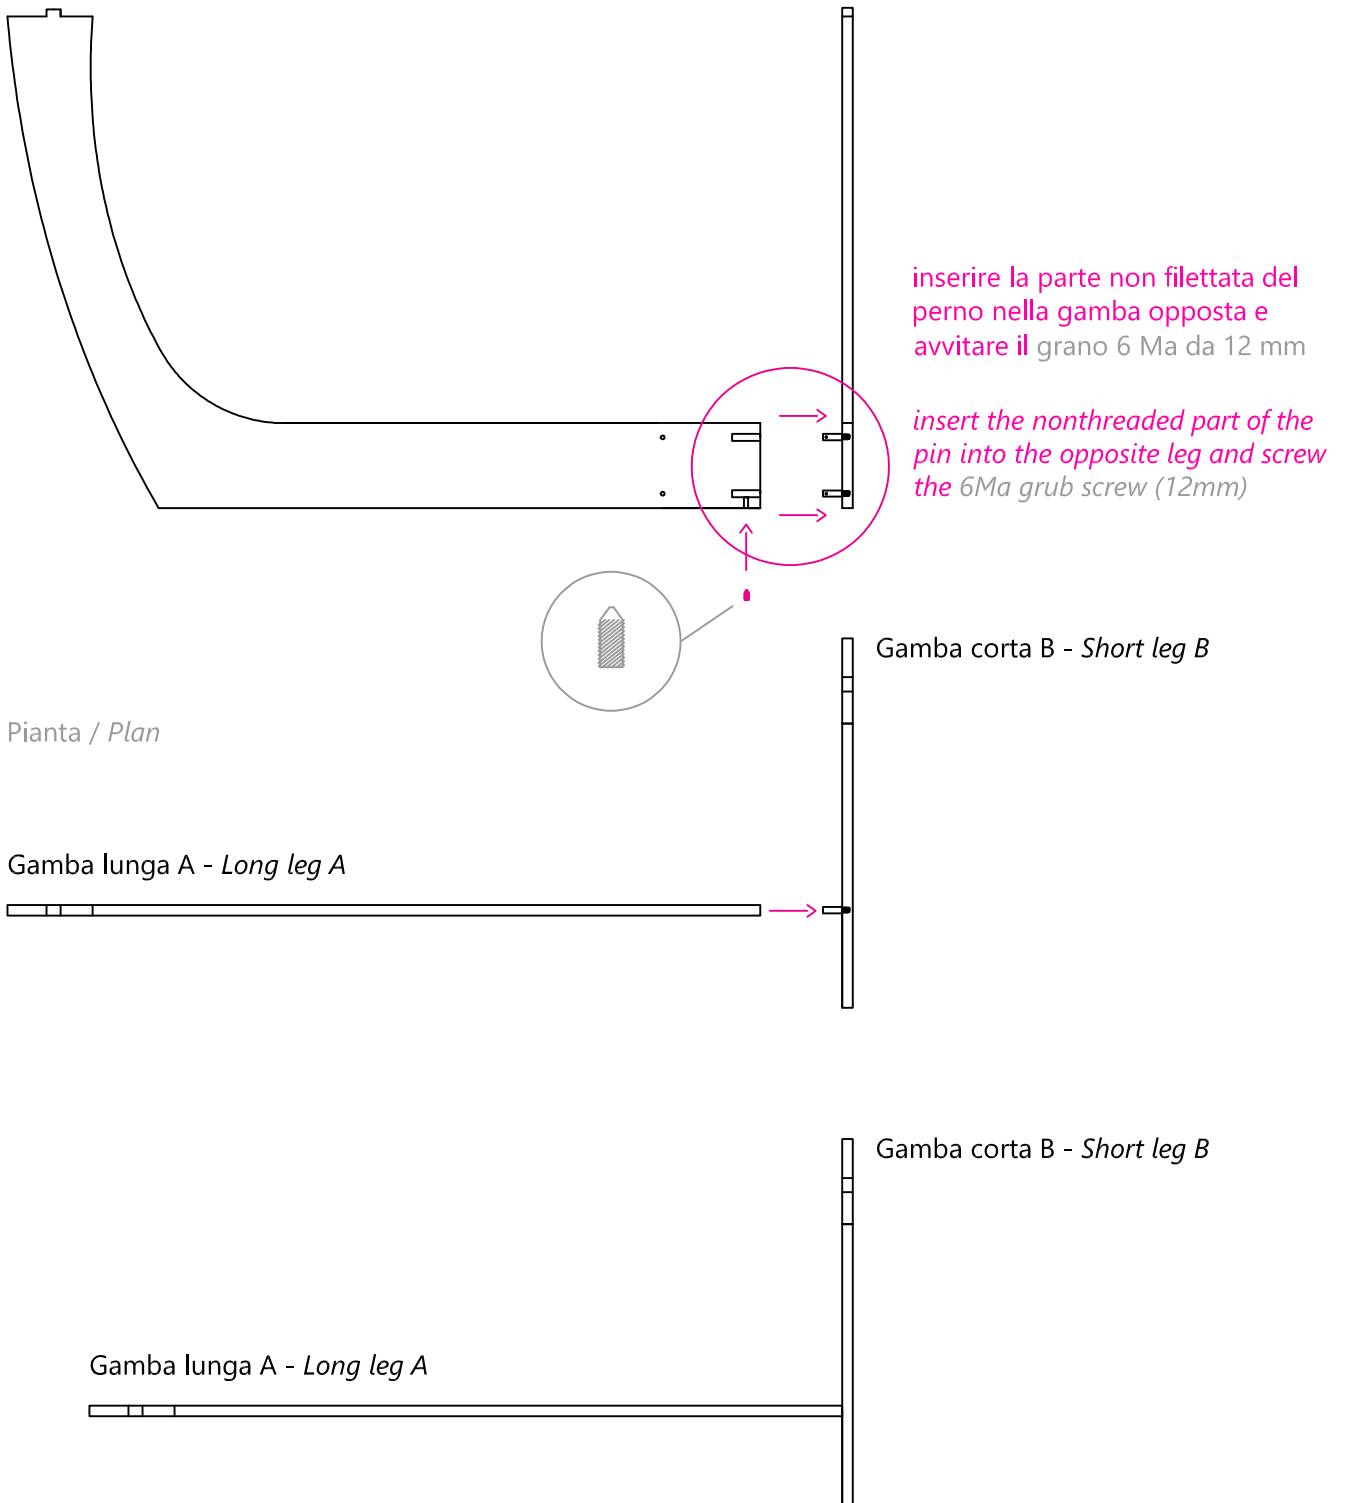 inserire la parte non filettata del
perno nella gamba opposta e
avvitare il grano 6 Ma da 12 mm
insert the nonthreaded part of the
pin into the opposite leg and screw
the 6Ma grub screw (12mm)
Gamba corta B - Short leg B
Pianta / Plan
Gamba lunga A - Long leg A
Gamba corta B - Short leg B
Gamba lunga A - Long leg A